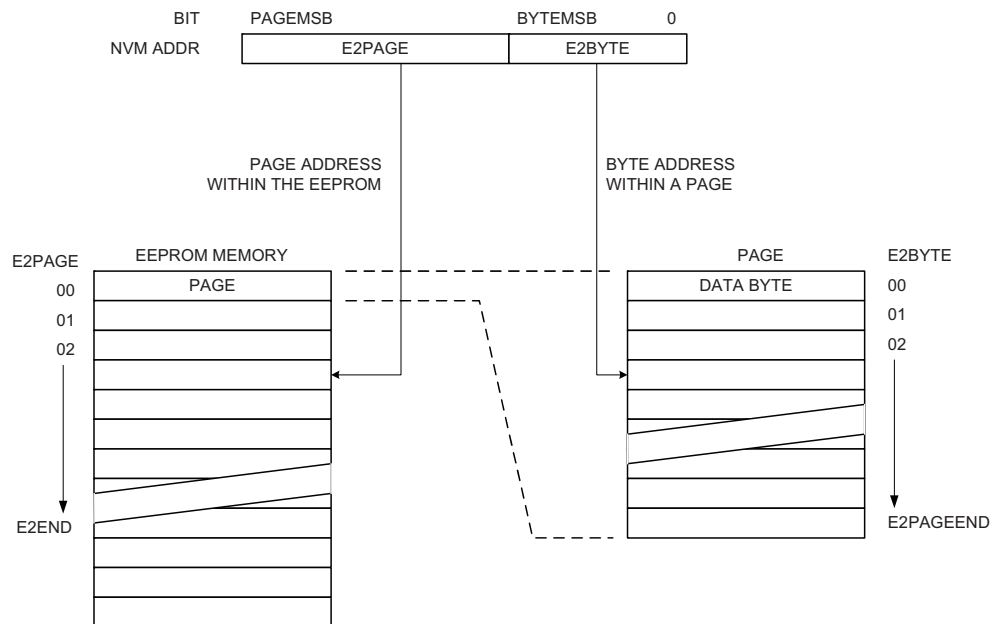 BIT PAGEMSB BYTEMSB 0
NVM ADDR E2PAGE E2BYTE
PAGE ADDRESS
WITHIN THE EEPROM
BYTE ADDRESS
WITHIN A PAGE
E2PAGE EEPROM MEMORY
00 PAGE
01
02
E2END
PAGE E2BYTE
DATA BYTE 00
01
02
E2PAGEEND